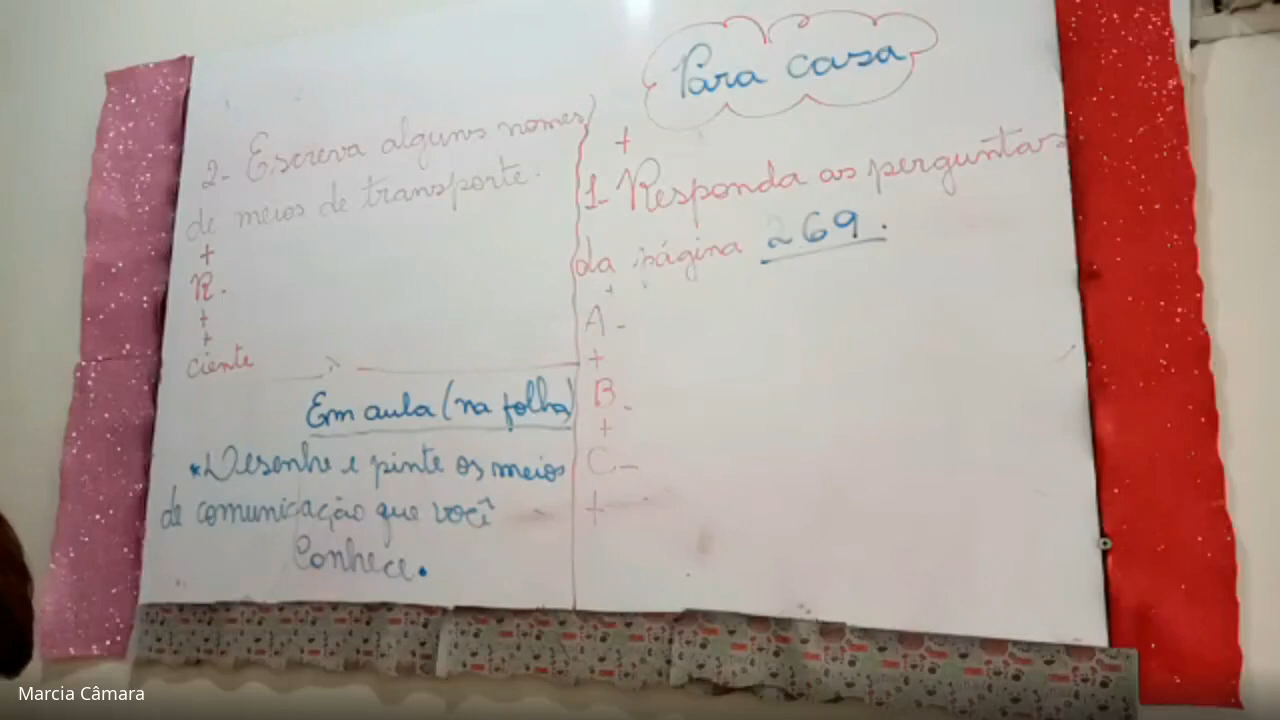 Para casa
+
1- Responda as perguntas
da página ~69.
+
A-
+
B-
+
C-
+
2- Escreva alguns nomes
de meios de transporte.
+
R.
+
+
ciente
Em aula (na folha)
*Desenhe e pinte os meios
de comunicação que você
Conhece.
Marcia Câmara